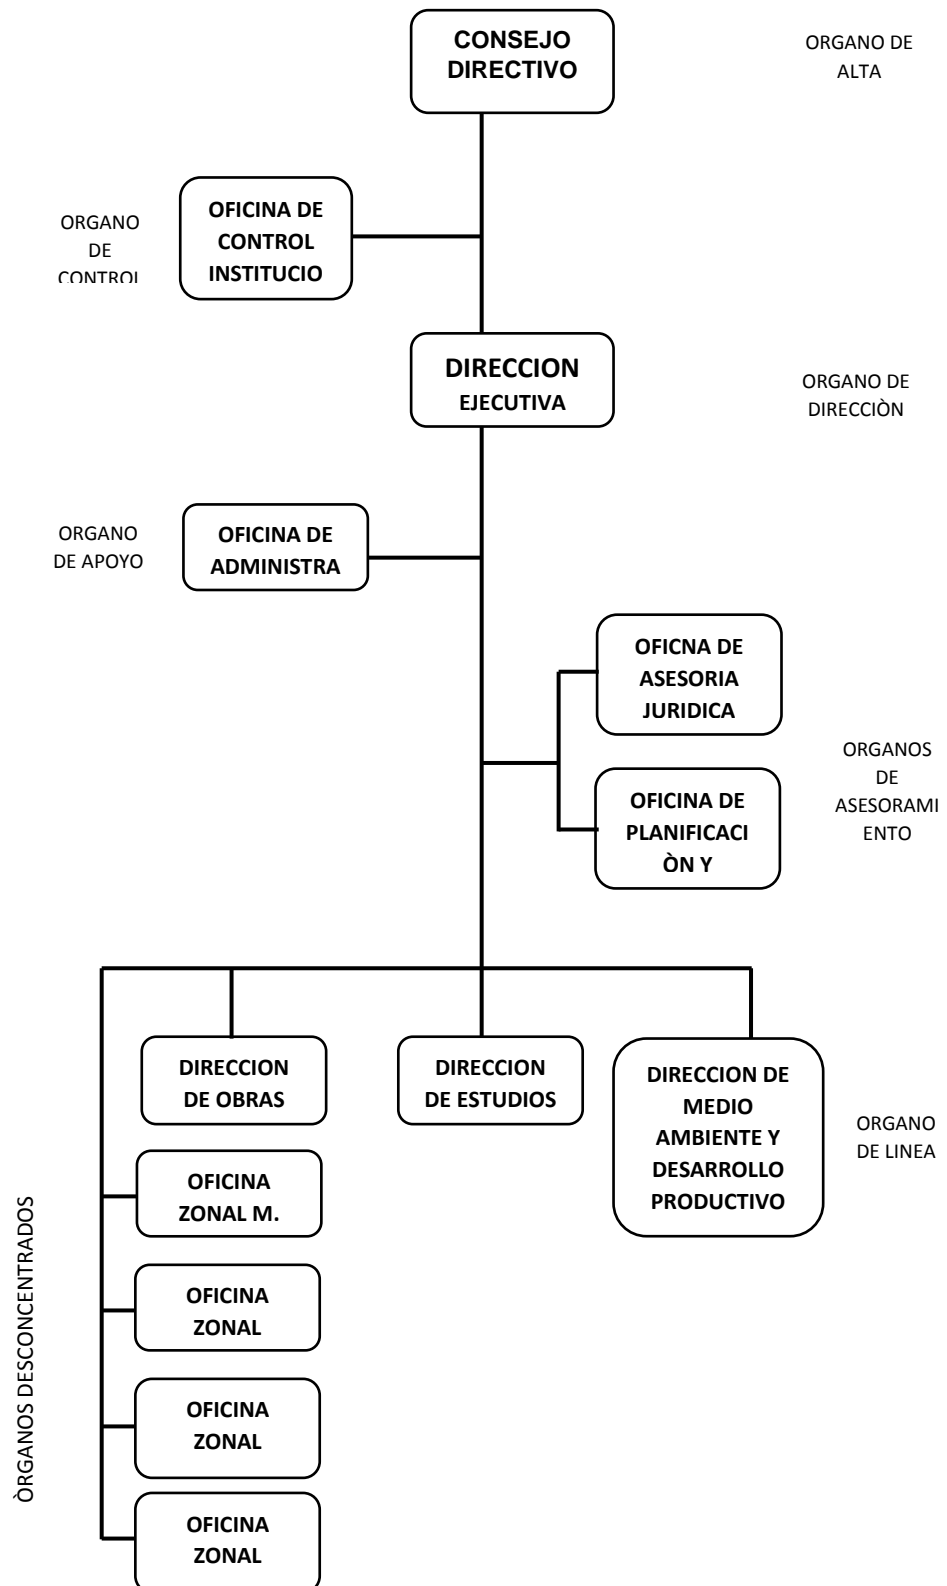 CONSEJO
DIRECTIVO
ORGANO DE
ALTA
OFICINA DE
CONTROL
INSTITUCIO
ORGANO
DE
CONTROL
DIRECCION
EJECUTIVA
ORGANO DE
DIRECCIÒN
ORGANO
DE APOYO
OFICINA DE
ADMINISTRA
OFICNA DE
ASESORIA
JURIDICA
ORGANOS
DE
ASESORAMI
ENTO
OFICINA DE
PLANIFICACI
ÒN Y
DIRECCION
DE OBRAS
DIRECCION
DE ESTUDIOS
DIRECCION DE
MEDIO
AMBIENTE Y
DESARROLLO
PRODUCTIVO
ORGANO
DE LINEA
ÒRGANOS DESCONCENTRADOS
OFICINA
ZONAL M.
OFICINA
ZONAL
OFICINA
ZONAL
OFICINA
ZONAL